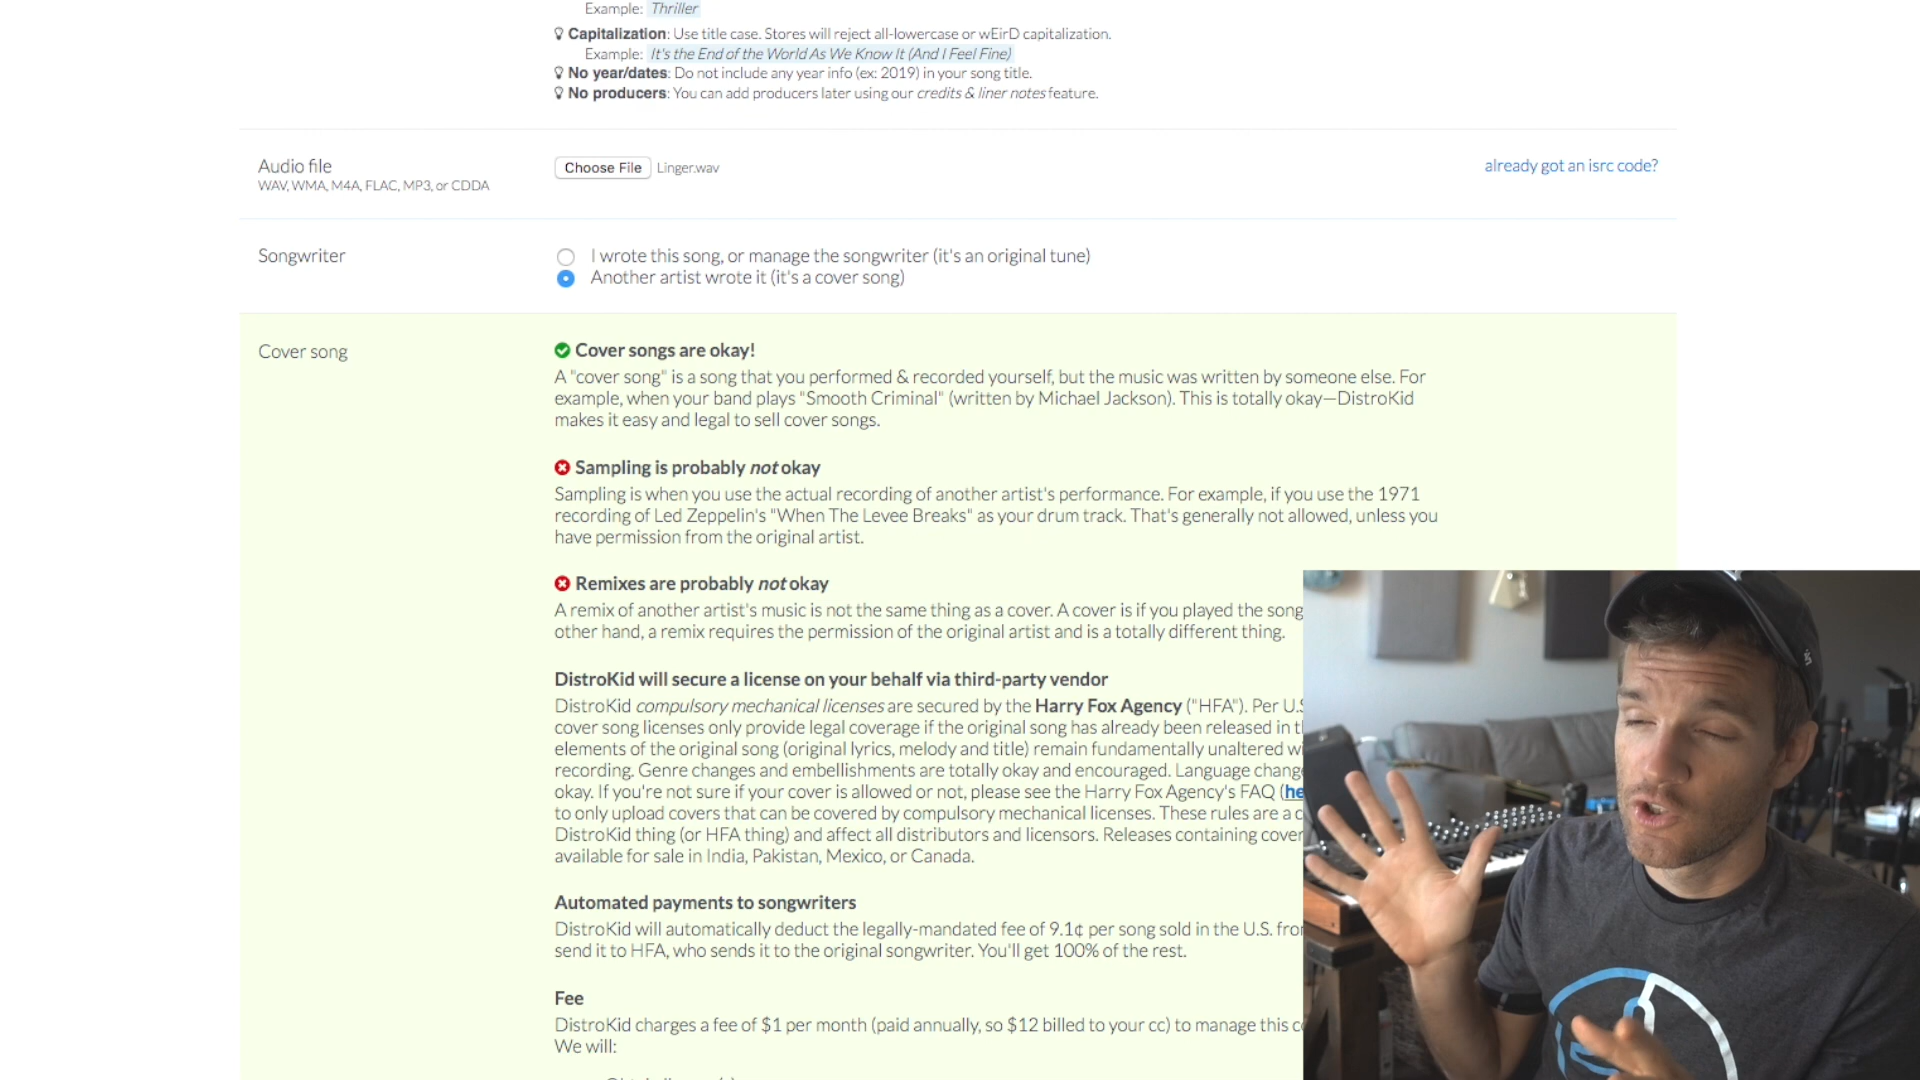 Example: Thriller
Capitalization: Use title case. Stores will reject all-lowercase or wEirD capitalization.
Example: It's the End of the World As We Know It (And I Feel Fine)
No year/dates: Do not include any year info (ex: 2019) in your song title.
No producers: You can add producers later using our credits & liner notes feature.
Audio file
WAV, WMA, M4A, FLAC, MP3, or CDDA
Choose File Linger.wav
already got an isrc code?
Songwriter
I wrote this song, or manage the songwriter (it's an original tune)
Another artist wrote it (it's a cover song)
Cover song
Cover songs are okay!
A "cover song" is a song that you performed & recorded yourself, but the music was written by someone else. For
example, when your band plays "Smooth Criminal" (written by Michael Jackson). This is totally okay—DistroKid
makes it easy and legal to sell cover songs.
Sampling is probably not okay
Sampling is when you use the actual recording of another artist's performance. For example, if you use the 1971
recording of Led Zeppelin's "When The Levee Breaks" as your drum track. That's generally not allowed, unless you
have permission from the original artist.
Remixes are probably not okay
A remix of another artist's music is not the same thing as a cover. A cover is if you played the song
other hand, a remix requires the permission of the original artist and is a totally different thing.
DistroKid will secure a license on your behalf via third-party vendor
DistroKid compulsory mechanical licenses are secured by the Harry Fox Agency ("HFA"). Per U.S
cover song licenses only provide legal coverage if the original song has already been released in
elements of the original song (original lyrics, melody and title) remain fundamentally unaltered
recording. Genre changes and embellishments are totally okay and encouraged. Language
okay. If you're not sure if your cover is allowed or not, please see the Harry Fox Agency's FAQ (
to only upload covers that can be covered by compulsory mechanical licenses. These rules are a
DistroKid thing (or HFA thing) and affect all distributors and licensors. Releases containing
available for sale in India, Pakistan, Mexico, or Canada.
Automated payments to songwriters
DistroKid will automatically deduct the legally-mandated fee of 9.1¢ per song sold in the U.S.
send it to HFA, who sends it to the original songwriter. You'll get 100% of the rest.
Fee
DistroKid charges a fee of $1 per month (paid annually, so $12 billed to your cc) to manage this
We will: